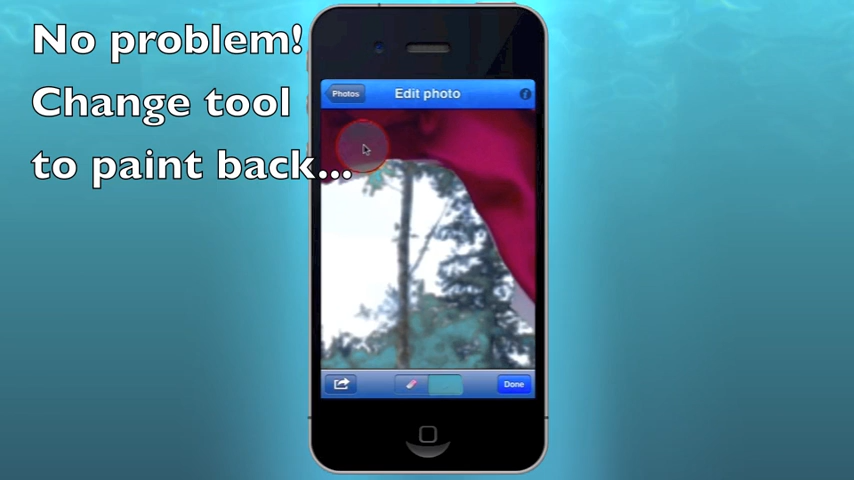 No problem!
Change tool
to paint back...
Photos
Edit photo
i
Done